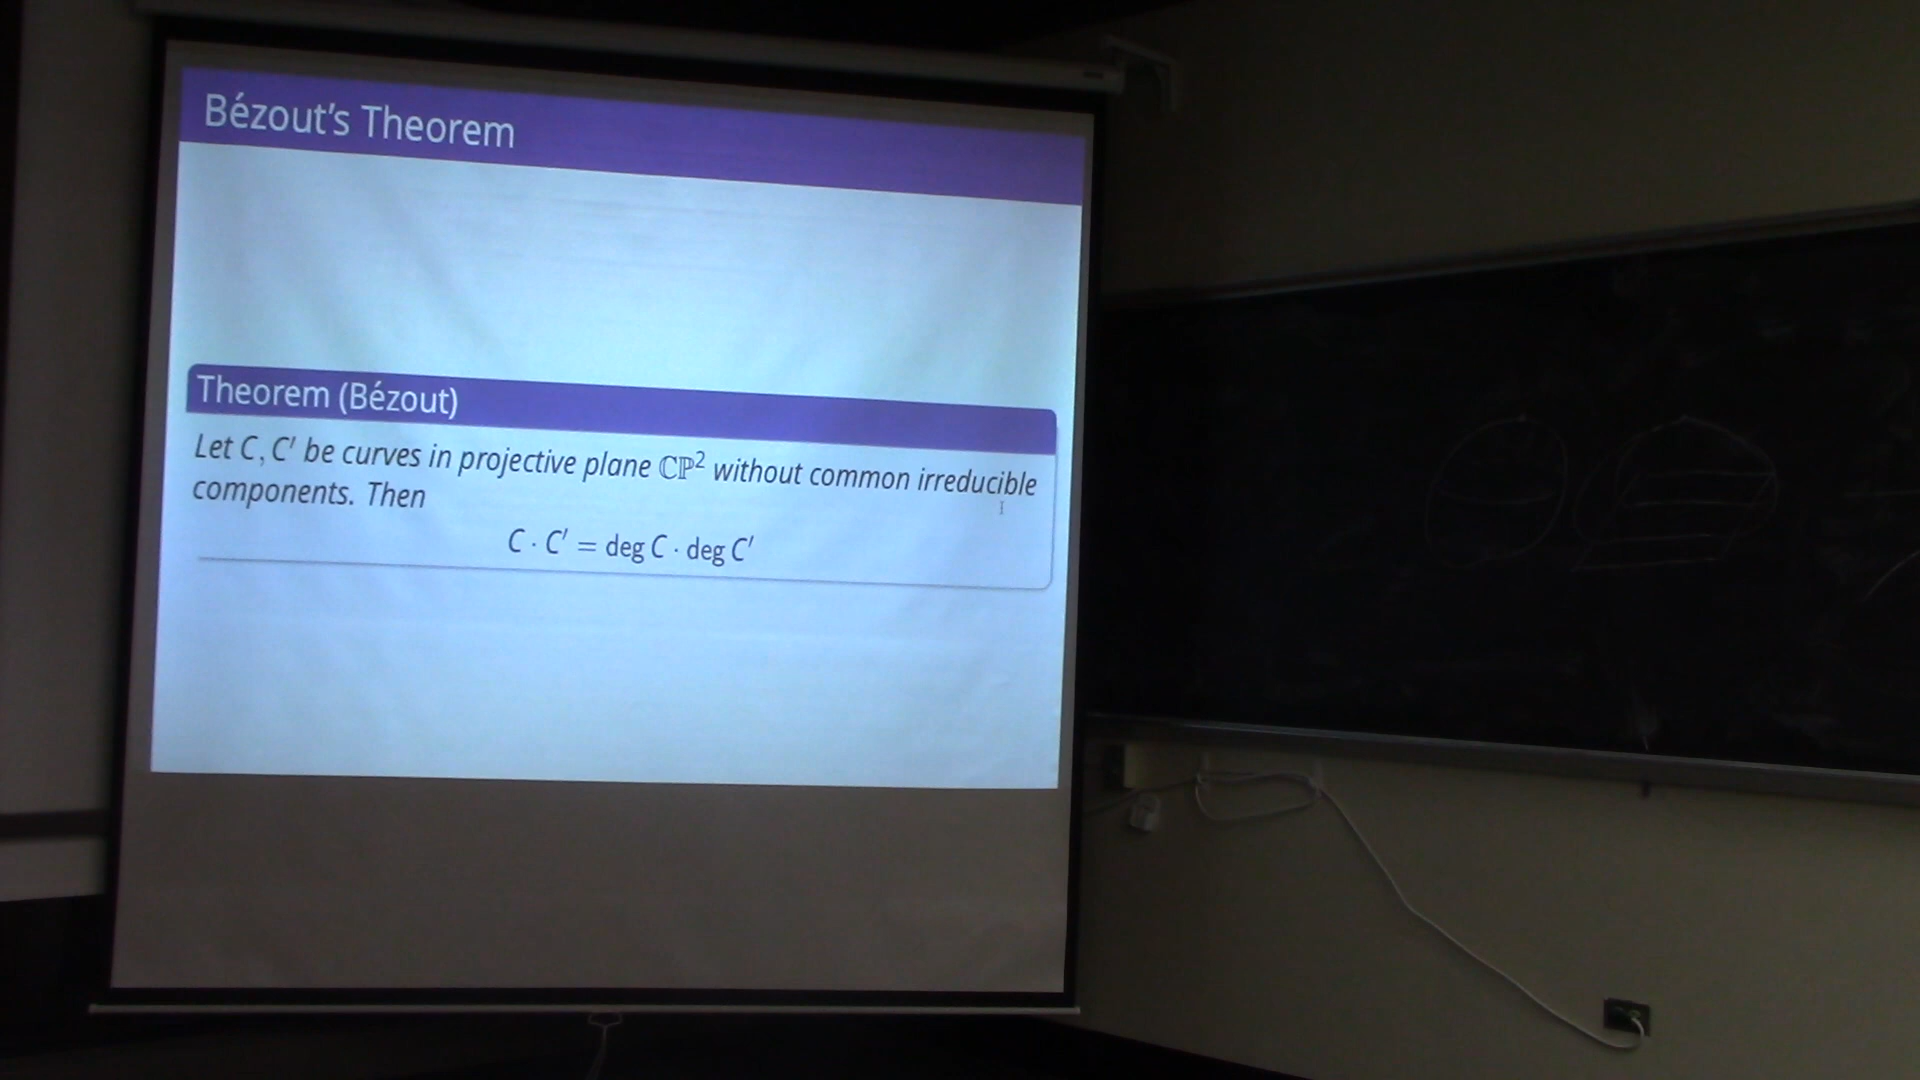 Bézout's Theorem
Theorem (Bézout)
Let C, C′ be curves in projective plane ℂℙ² without common irreducible
components. Then
C · C′ = deg C · deg C′